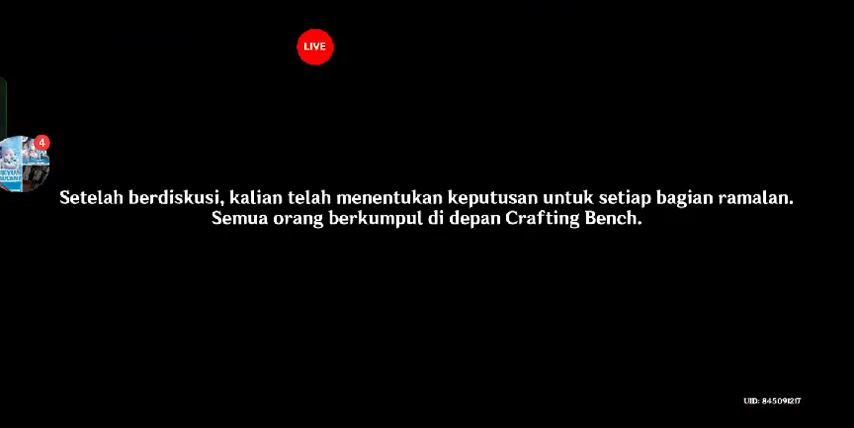 LIVE
4
Setelah berdiskusi, kalian telah menentukan keputusan untuk setiap bagian ramalan.
Semua orang berkumpul di depan Crafting Bench.
UID: 845091217